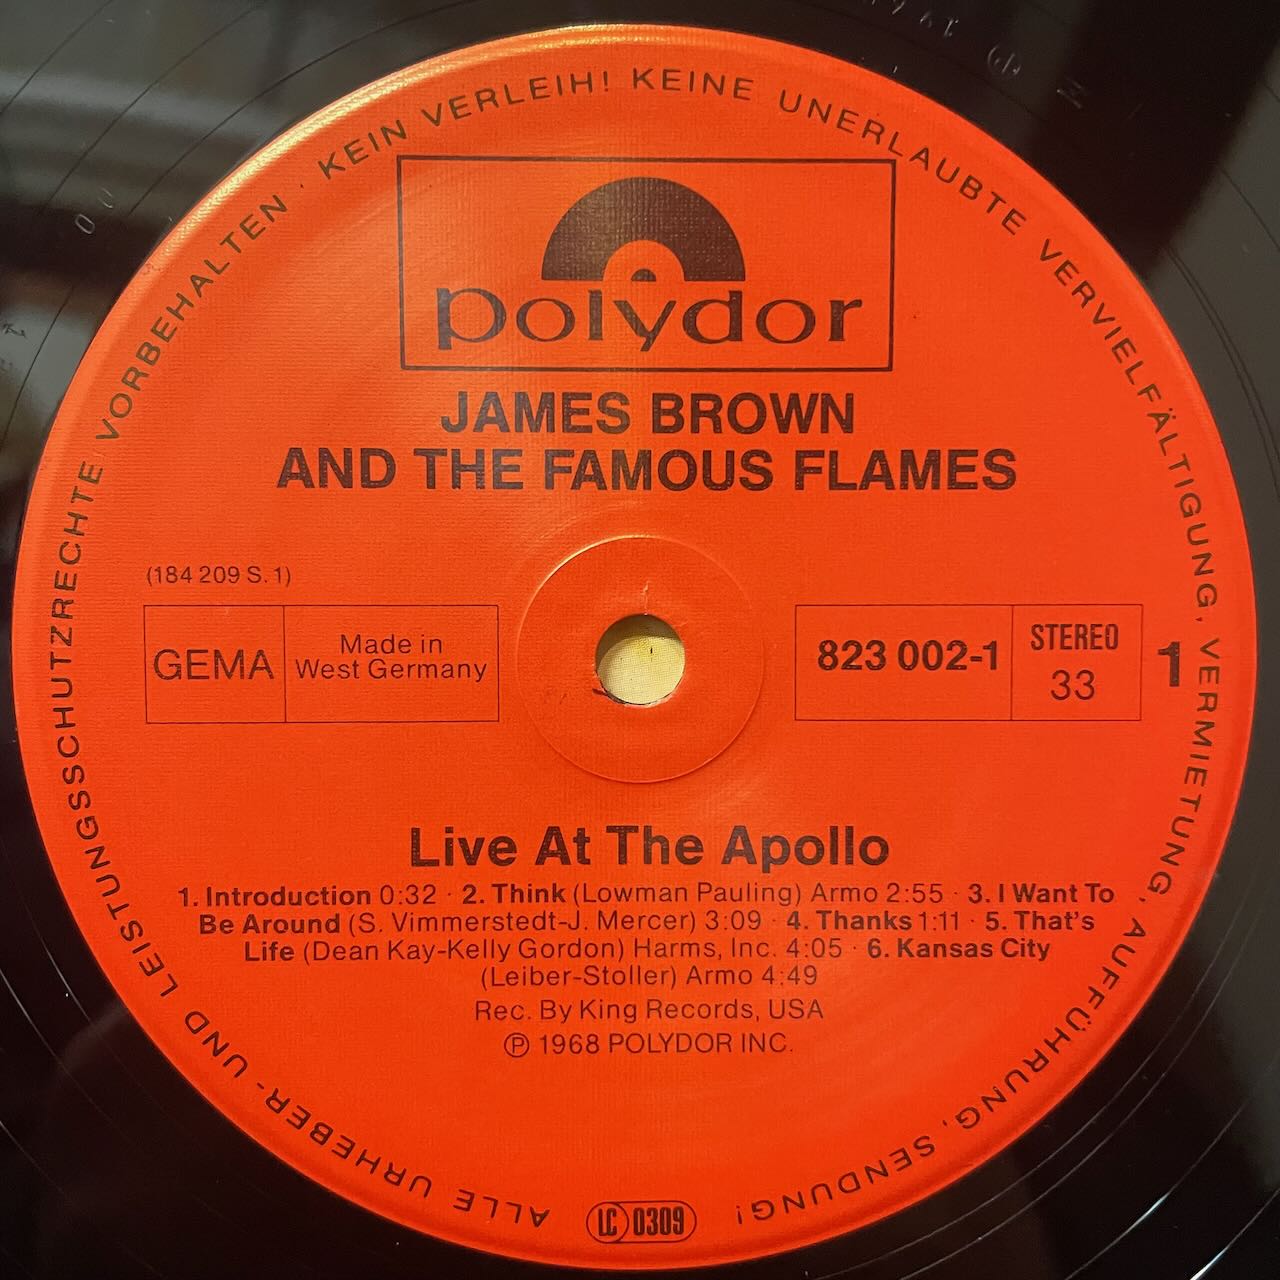 ALLE URHEBER- UND LEISTUNGSSCHUTZRECHTE VORBEHALTEN · KEIN VERLEIH! KEINE UNERLAUBTE VERVIELFÄLTIGUNG, VERMIETUNG, AUFFÜHRUNG, SENDUNG!
polydor
JAMES BROWN
AND THE FAMOUS FLAMES
(184 209 S. 1)
GEMA
Made in
West Germany
823 002-1
STEREO
33
1
Live At The Apollo
1. Introduction 0:32 · 2. Think (Lowman Pauling) Armo 2:55 · 3. I Want To
Be Around (S. Vimmerstedt-J. Mercer) 3:09 · 4. Thanks 1:11 · 5. That's
Life (Dean Kay-Kelly Gordon) Harms, Inc. 4:05 · 6. Kansas City
(Leiber-Stoller) Armo 4:49
Rec. By King Records, USA
℗ 1968 POLYDOR INC.
LC 0309